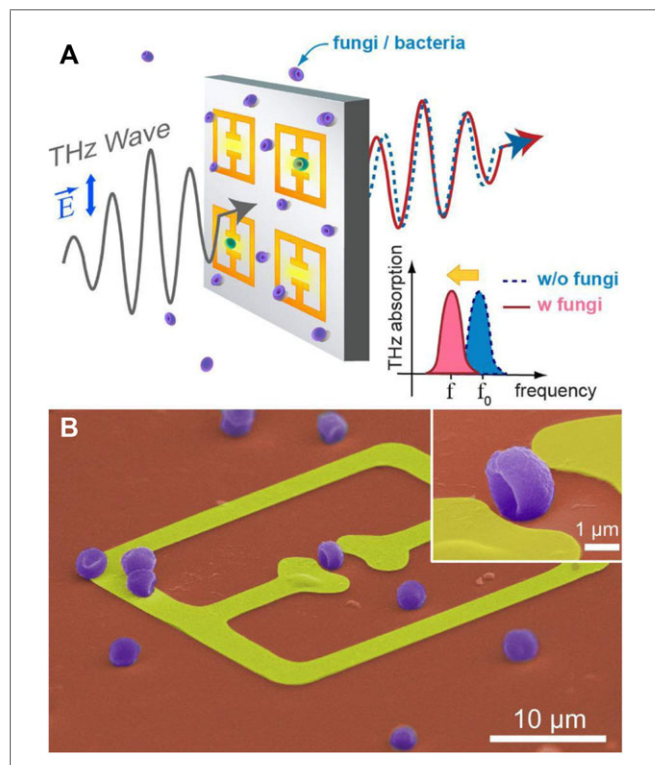 A
fungi / bacteria
THz Wave
E
THz absorption
w/o fungi
w fungi
f
f0
frequency
B
1 μm
10 μm